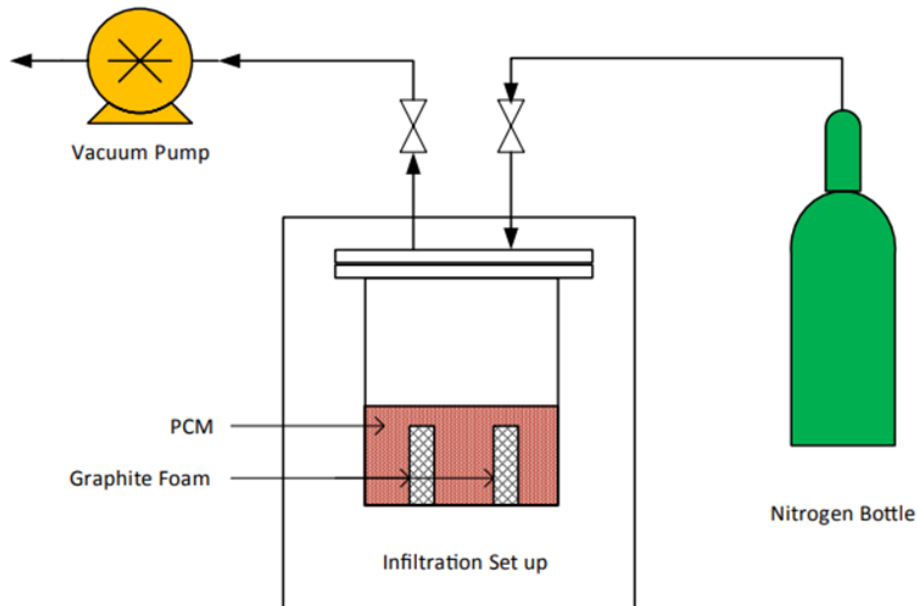 Vacuum Pump
PCM
Graphite Foam
Nitrogen Bottle
Infiltration Set up